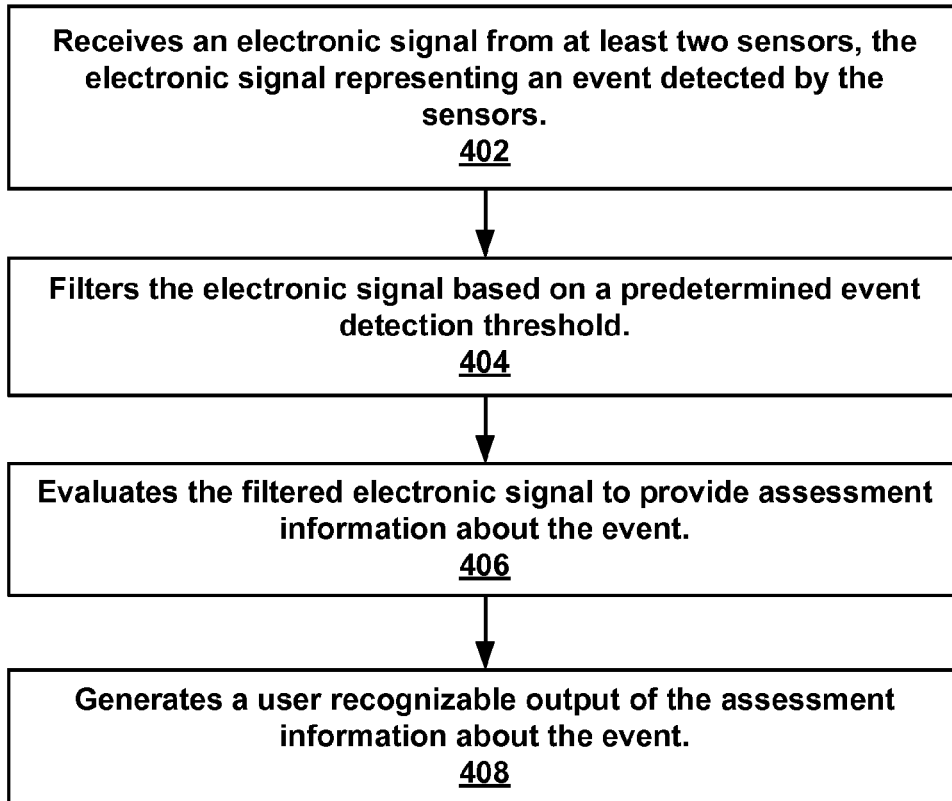 Receives an electronic signal from at least two sensors, the
electronic signal representing an event detected by the
sensors.
402
Filters the electronic signal based on a predetermined event
detection threshold.
404
Evaluates the filtered electronic signal to provide assessment
information about the event.
406
Generates a user recognizable output of the assessment
information about the event.
408